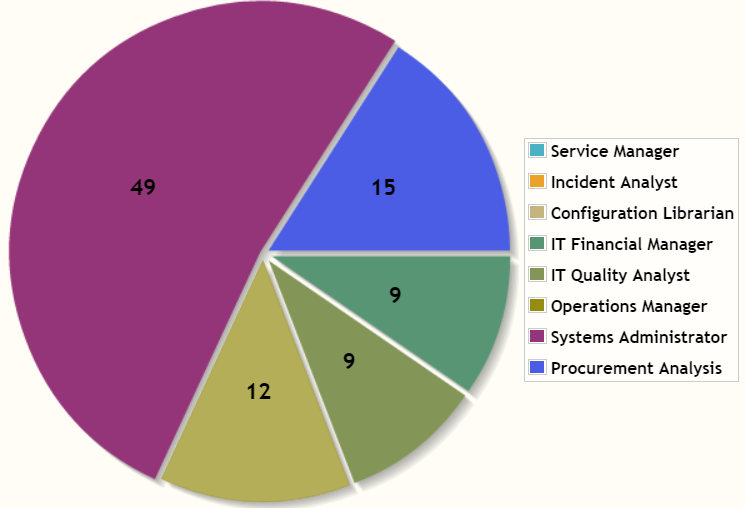 49
15
9
9
12
Service Manager
Incident Analyst
Configuration Librarian
IT Financial Manager
IT Quality Analyst
Operations Manager
Systems Administrator
Procurement Analysis